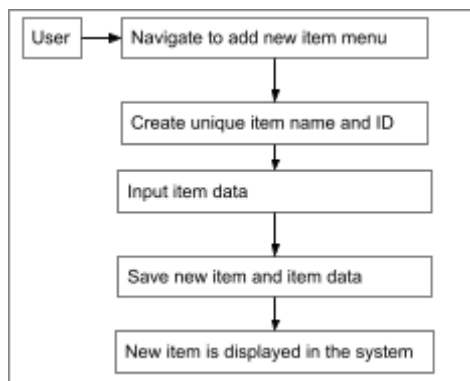 User
Navigate to add new item menu
Create unique item name and ID
Input item data
Save new item and item data
New item is displayed in the system